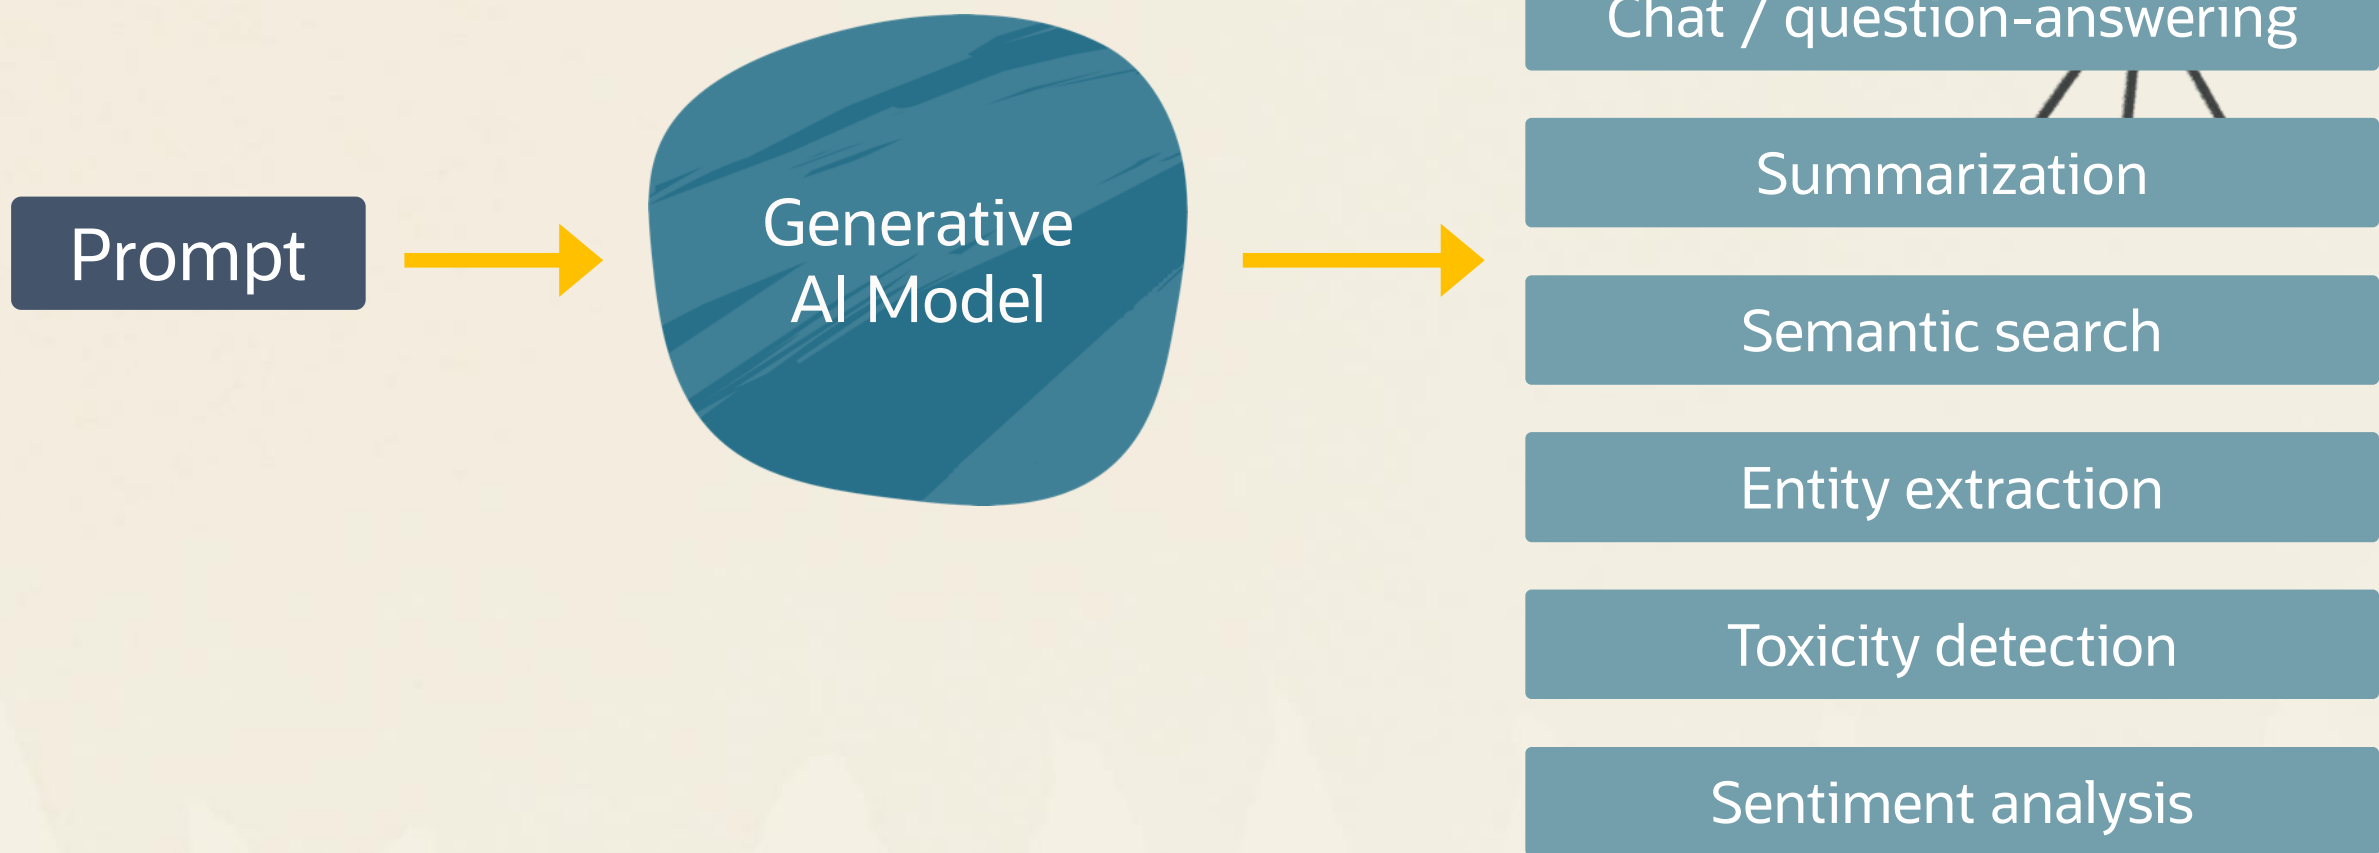 Chat / question-answering
Summarization
Prompt
Generative
AI Model
Semantic search
Entity extraction
Toxicity detection
Sentiment analysis